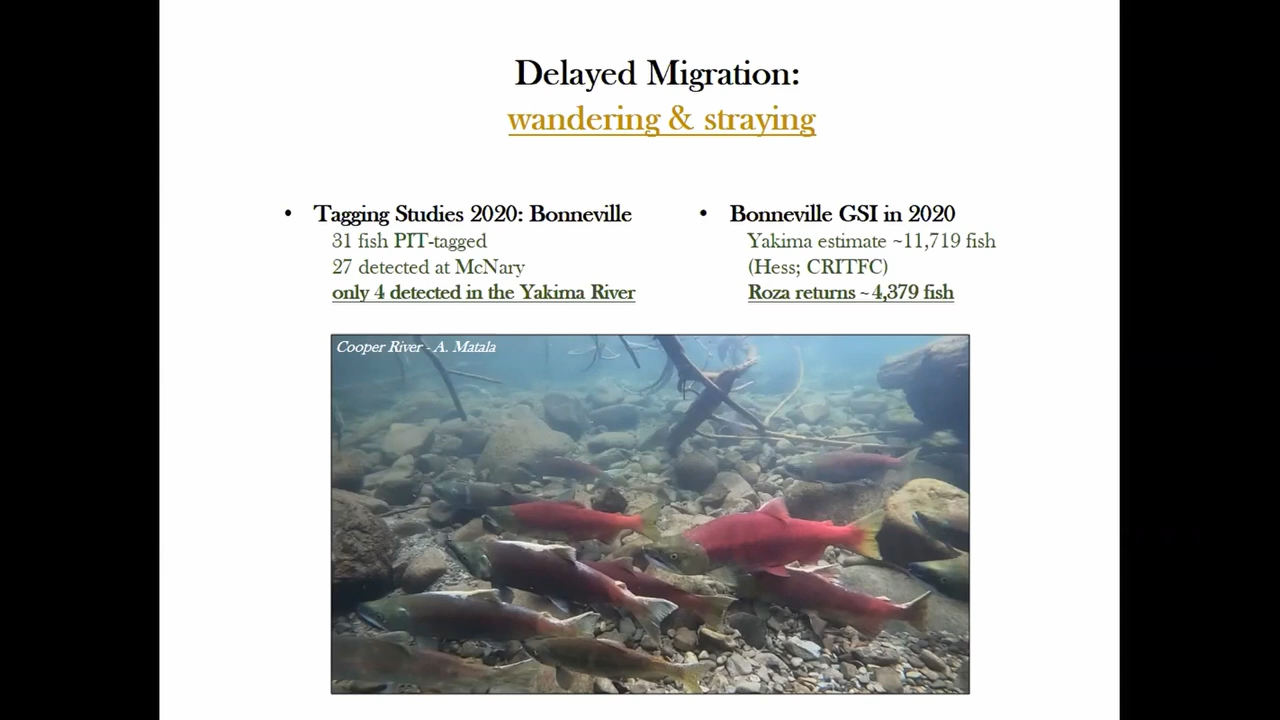 Delayed Migration:
wandering & straying
• Tagging Studies 2020: Bonneville
31 fish PIT-tagged
27 detected at McNary
only 4 detected in the Yakima River
• Bonneville GSI in 2020
Yakima estimate ~11,719 fish
(Hess; CRITFC)
Roza returns ~4,379 fish
Cooper River - A. Matala